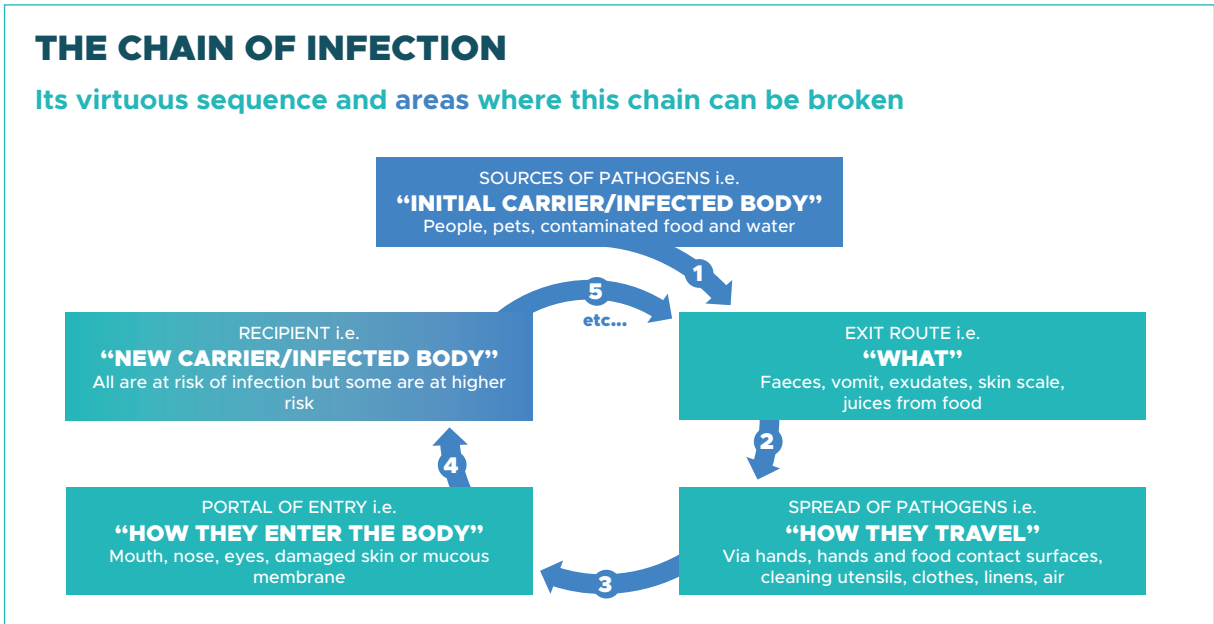 THE CHAIN OF INFECTION
Its virtuous sequence and areas where this chain can be broken
SOURCES OF PATHOGENS i.e.
“INITIAL CARRIER/INFECTED BODY”
People, pets, contaminated food and water
1
5
etc...
RECIPIENT i.e.
“NEW CARRIER/INFECTED BODY”
All are at risk of infection but some are at higher
risk
EXIT ROUTE i.e.
“WHAT”
Faeces, vomit, exudates, skin scale,
juices from food
4
2
PORTAL OF ENTRY i.e.
“HOW THEY ENTER THE BODY”
Mouth, nose, eyes, damaged skin or mucous
membrane
SPREAD OF PATHOGENS i.e.
“HOW THEY TRAVEL”
Via hands, hands and food contact surfaces,
cleaning utensils, clothes, linens, air
3